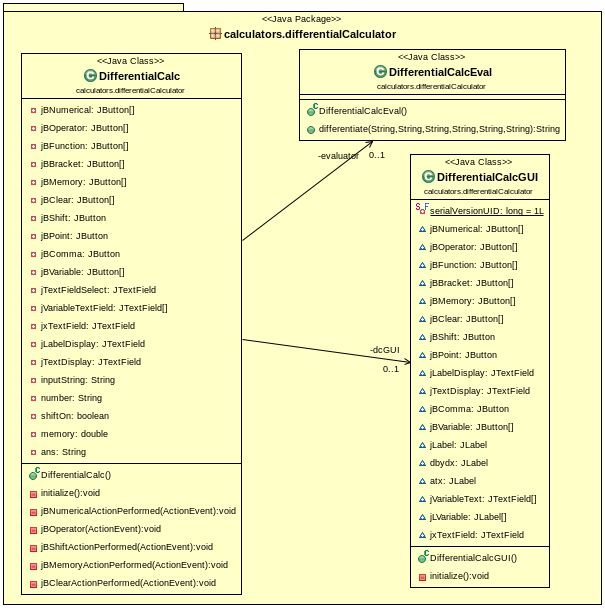 <<Java Package>>
calculators.differentialCalculator
<<Java Class>>
DifferentialCalc
calculators.differentialCalculator
jBNumerical: JButton[]
jBOperator: JButton[]
jBFunction: JButton[]
jBBracket: JButton[]
jBMemory: JButton[]
jBClear: JButton[]
jBShift: JButton
jBPoint: JButton
jBComma: JButton
jBVariable: JButton[]
jTextFieldSelect: JTextField
jVariableTextField: JTextField[]
jxTextField: JTextField
jLabelDisplay: JTextField
jTextDisplay: JTextField
inputString: String
number: String
shiftOn: boolean
memory: double
ans: String
DifferentialCalc()
initialize():void
jBNumericalActionPerformed(ActionEvent):void
jBOperator(ActionEvent):void
jBShiftActionPerformed(ActionEvent):void
jBMemoryActionPerformed(ActionEvent):void
jBClearActionPerformed(ActionEvent):void
<<Java Class>>
DifferentialCalcEval
calculators.differentialCalculator
DifferentialCalcEval()
differentiate(String,String,String,String,String,String):String
-evaluator
0..1
<<Java Class>>
DifferentialCalcGUI
calculators.differentialCalculator
serialVersionUID: long = 1L
jBNumerical: JButton[]
jBOperator: JButton[]
jBFunction: JButton[]
jBBracket: JButton[]
jBMemory: JButton[]
jBClear: JButton[]
jBShift: JButton
jBPoint: JButton
jLabelDisplay: JTextField
jTextDisplay: JTextField
jBComma: JButton
jBVariable: JButton[]
jLabel: JLabel
dbydx: JLabel
atx: JLabel
jVariableText: JTextField[]
jLVariable: JLabel[]
jxTextField: JTextField
DifferentialCalcGUI()
initialize():void
-dcGUI
0..1